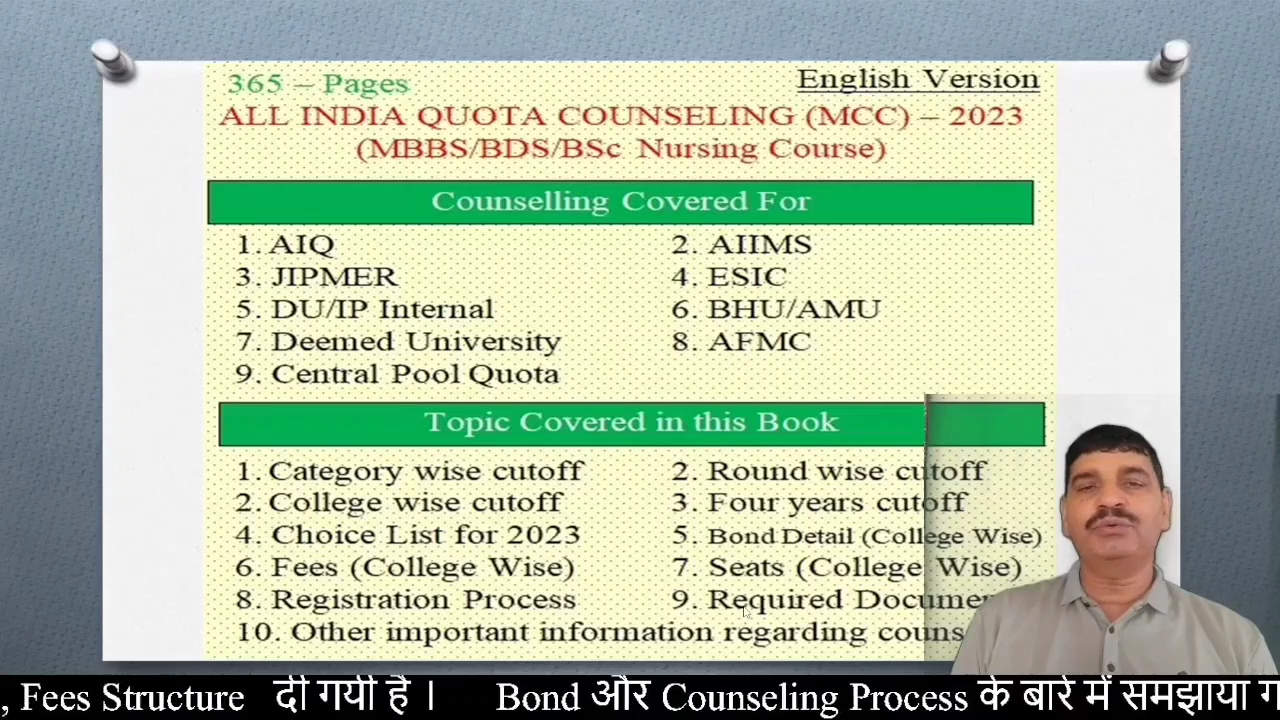 365 – Pages
English Version
ALL INDIA QUOTA COUNSELING (MCC) – 2023
(MBBS/BDS/BSc Nursing Course)
Counselling Covered For
1. AIQ 2. AIIMS
3. JIPMER 4. ESIC
5. DU/IP Internal 6. BHU/AMU
7. Deemed University 8. AFMC
9. Central Pool Quota
Topic Covered in this Book
1. Category wise cutoff 2. Round wise cutoff
2. College wise cutoff 3. Four years cutoff
4. Choice List for 2023 5. Bond Detail (College Wise)
6. Fees (College Wise) 7. Seats (College Wise)
8. Registration Process 9. Required
10. Other important information regarding
, Fees Structure दी गयी है । Bond और Counseling Process के बारे में समझाया